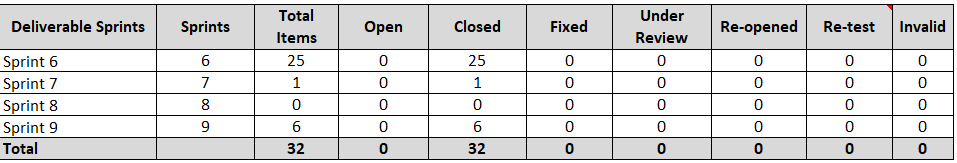 Deliverable Sprints Sprints Total Items Open Closed Fixed Under Review Re-opened Re-test Invalid
Sprint 6 6 25 0 25 0 0 0 0 0
Sprint 7 7 1 0 1 0 0 0 0 0
Sprint 8 8 0 0 0 0 0 0 0 0
Sprint 9 9 6 0 6 0 0 0 0 0
Total 32 0 32 0 0 0 0 0